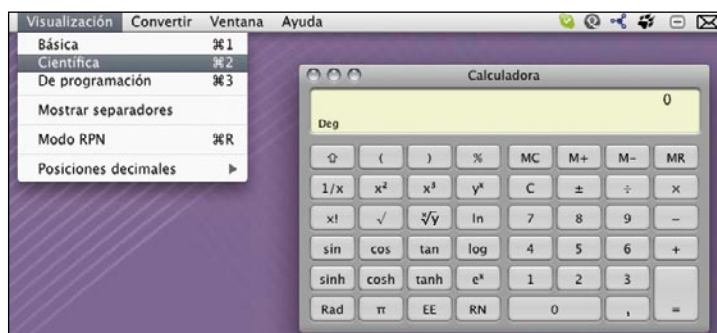 Visualización Convertir Ventana Ayuda
Básica ⌘1
Científica ⌘2
De programación ⌘3
Mostrar separadores
Modo RPN ⌘R
Posiciones decimales ▶
Calculadora
0
Deg
⇧ ( ) % MC M+ M- MR
1/x x² x³ yˣ C ± ÷ ×
x! √ ˣ√y ln 7 8 9 −
sin cos tan log 4 5 6 +
sinh cosh tanh eˣ 1 2 3
Rad π EE RN 0 , =